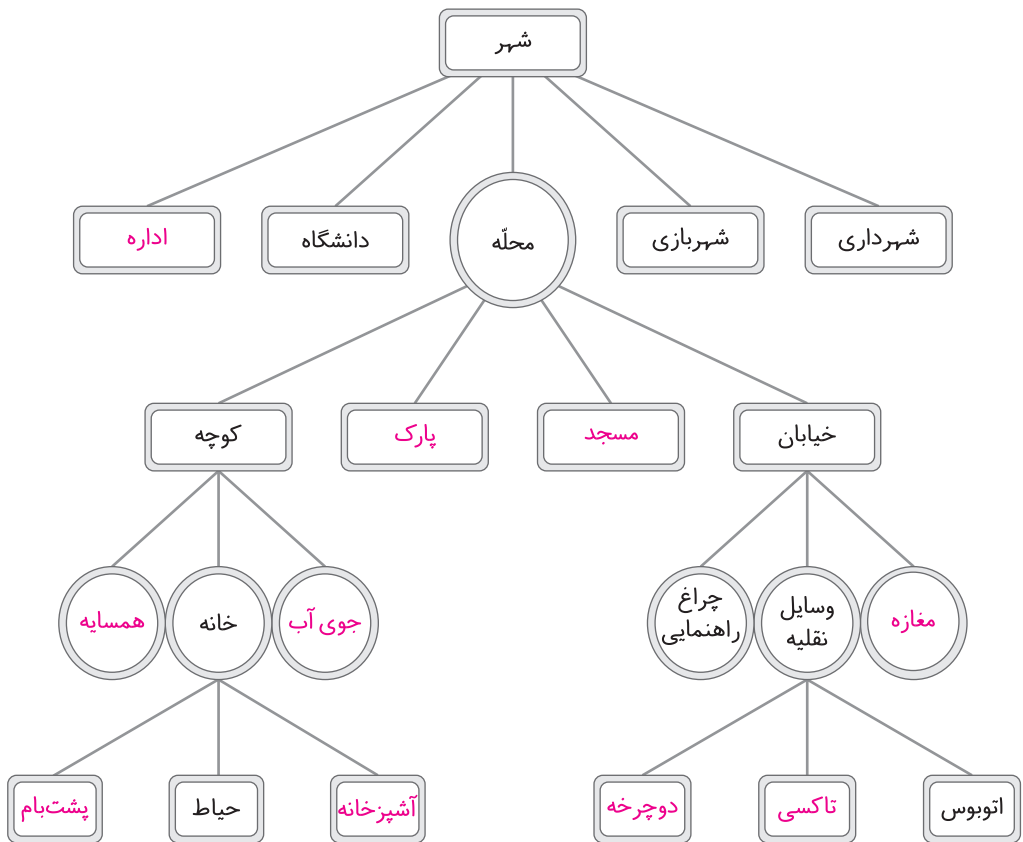 شهر
شهرداری
شهربازی
محلّه
دانشگاه
اداره
خیابان
مسجد
پارک
کوچه
مغازه
وسایل
نقلیه
چراغ
راهنمایی
جوی آب
خانه
همسایه
اتوبوس
تاکسی
دوچرخه
آشپزخانه
حیاط
پشت‌بام